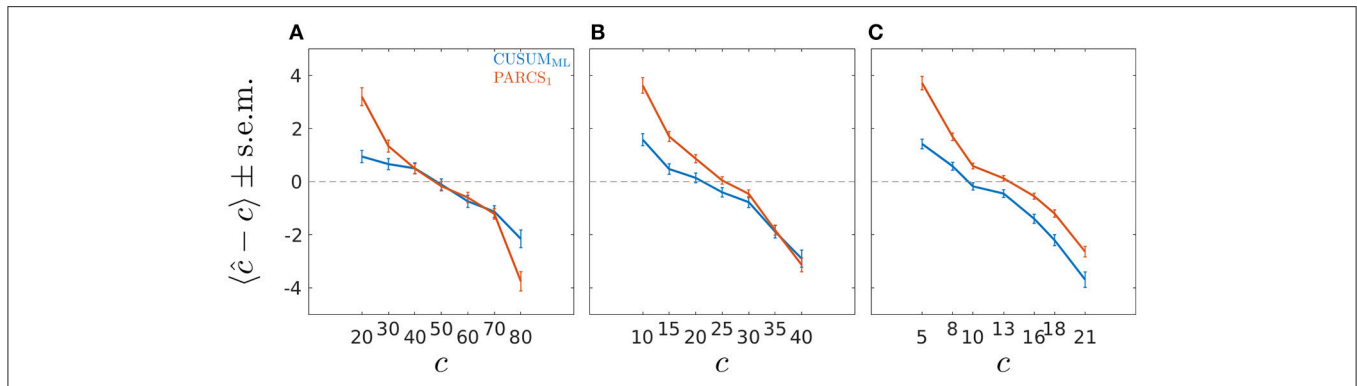 A
B
C
CUSUM_ML
PARCS_1
⟨ĉ − c⟩ ± s.e.m.
4
2
0
-2
-4
20 30 40 50 60 70 80
10 15 20 25 30 35 40
5 8 10 13 16 18 21
c
c
c